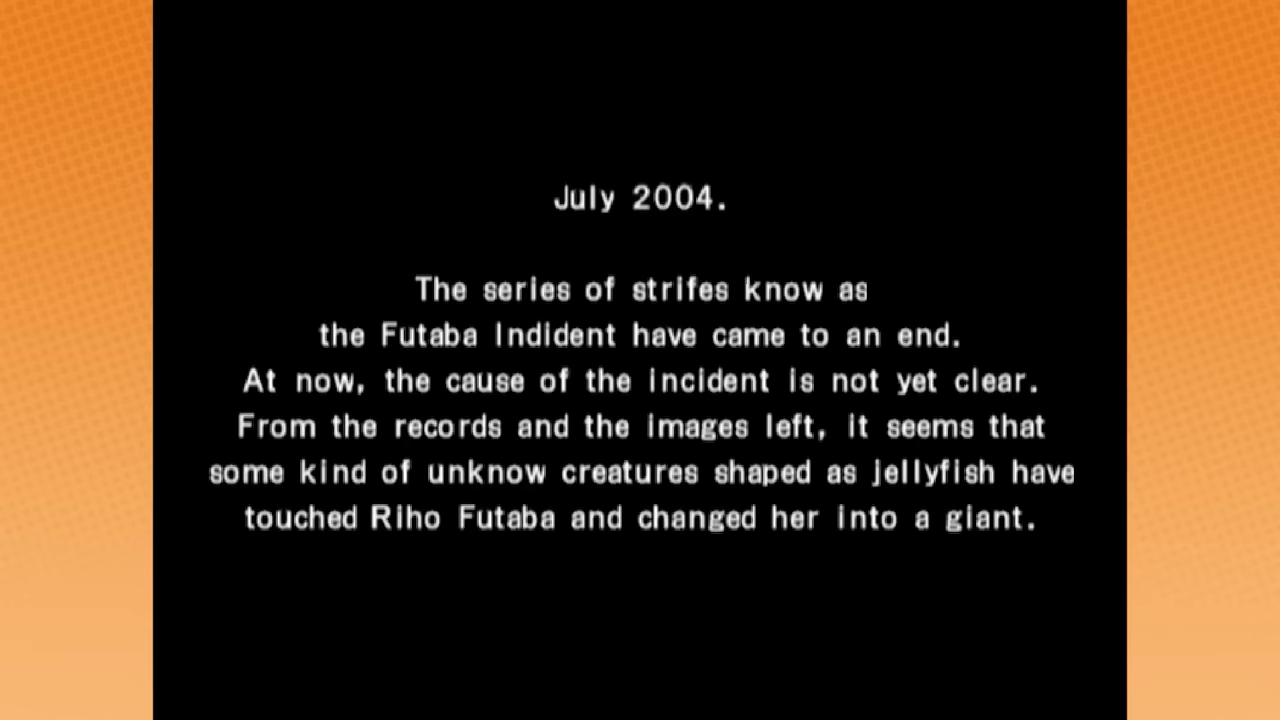 July 2004.
The series of strifes know as
the Futaba Indident have came to an end.
At now, the cause of the incident is not yet clear.
From the records and the images left, it seems that
some kind of unknow creatures shaped as jellyfish have
touched Riho Futaba and changed her into a giant.